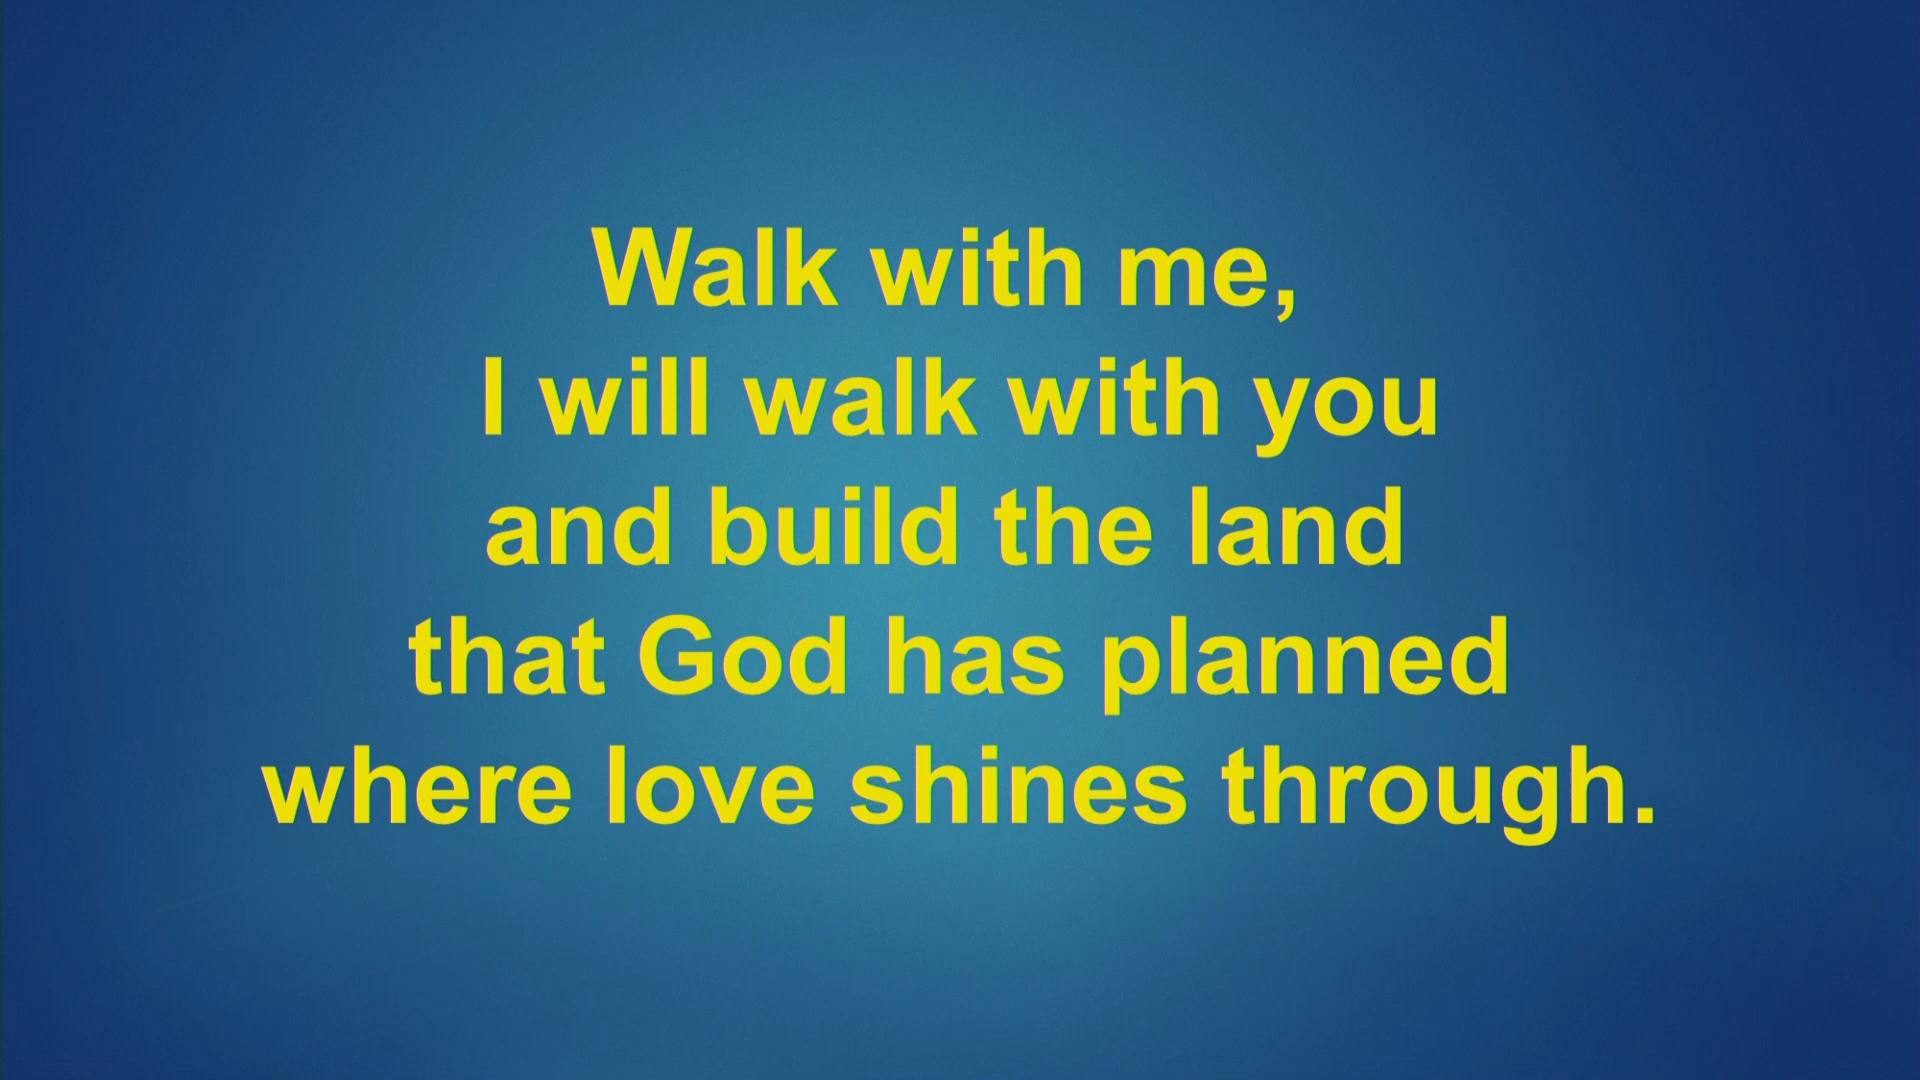 Walk with me,
I will walk with you
and build the land
that God has planned
where love shines through.